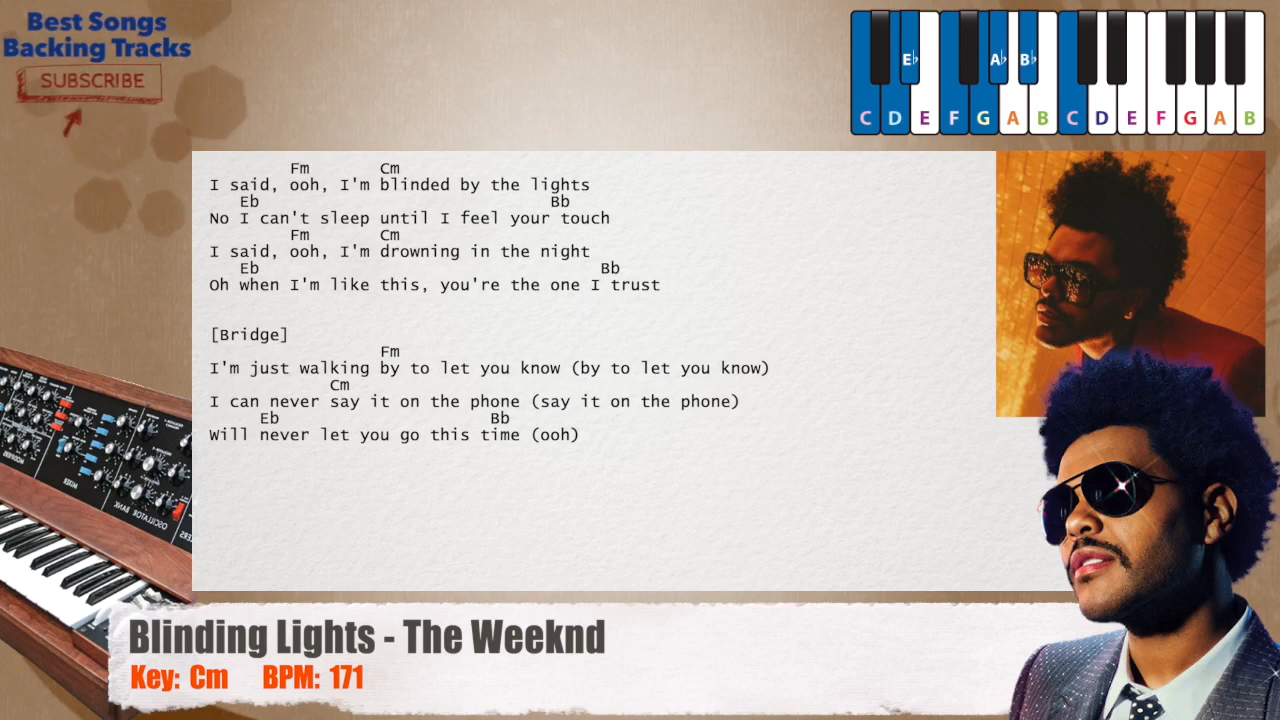 Best Songs
Backing Tracks
SUBSCRIBE
E♭ A♭ B♭
C D E F G A B C D E F G A B
        Fm       Cm
I said, ooh, I'm blinded by the lights
   Eb                             Bb
No I can't sleep until I feel your touch
        Fm       Cm
I said, ooh, I'm drowning in the night
   Eb                                  Bb
Oh when I'm like this, you're the one I trust
[Bridge]
                 Fm
I'm just walking by to let you know (by to let you know)
            Cm
I can never say it on the phone (say it on the phone)
     Eb                     Bb
Will never let you go this time (ooh)
MIXER
OSCILLATOR BANK
Blinding Lights - The Weeknd
Key: Cm BPM: 171